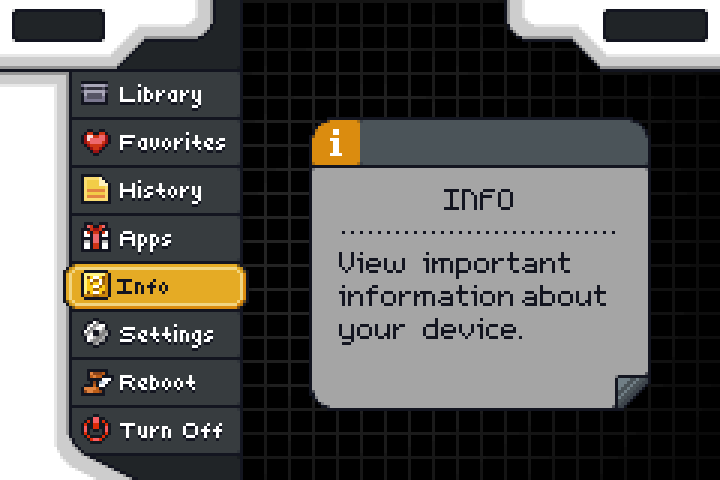 Library
Favorites
History
Apps
Info
Settings
Reboot
Turn Off
i
INFO
View important
information about
your device.